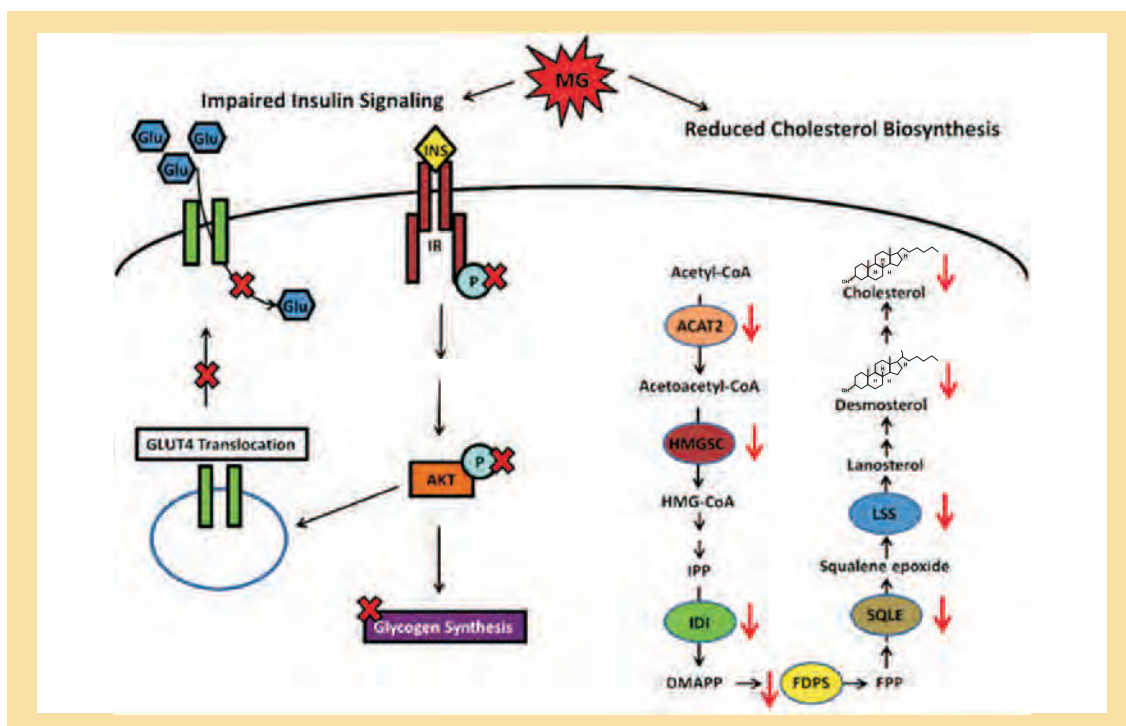 MG
Impaired Insulin Signaling
Reduced Cholesterol Biosynthesis
Glu
Glu
Glu
INS
IR
P
Glu
GLUT4 Translocation
AKT
P
Glycogen Synthesis
Acetyl-CoA
ACAT2
Acetoacetyl-CoA
HMGSC
HMG-CoA
IPP
IDI
DMAPP
FDPS
FPP
SQLE
Squalene epoxide
LSS
Lanosterol
Desmosterol
OH
H
H
H
H
Cholesterol
OH
H
H
H
H